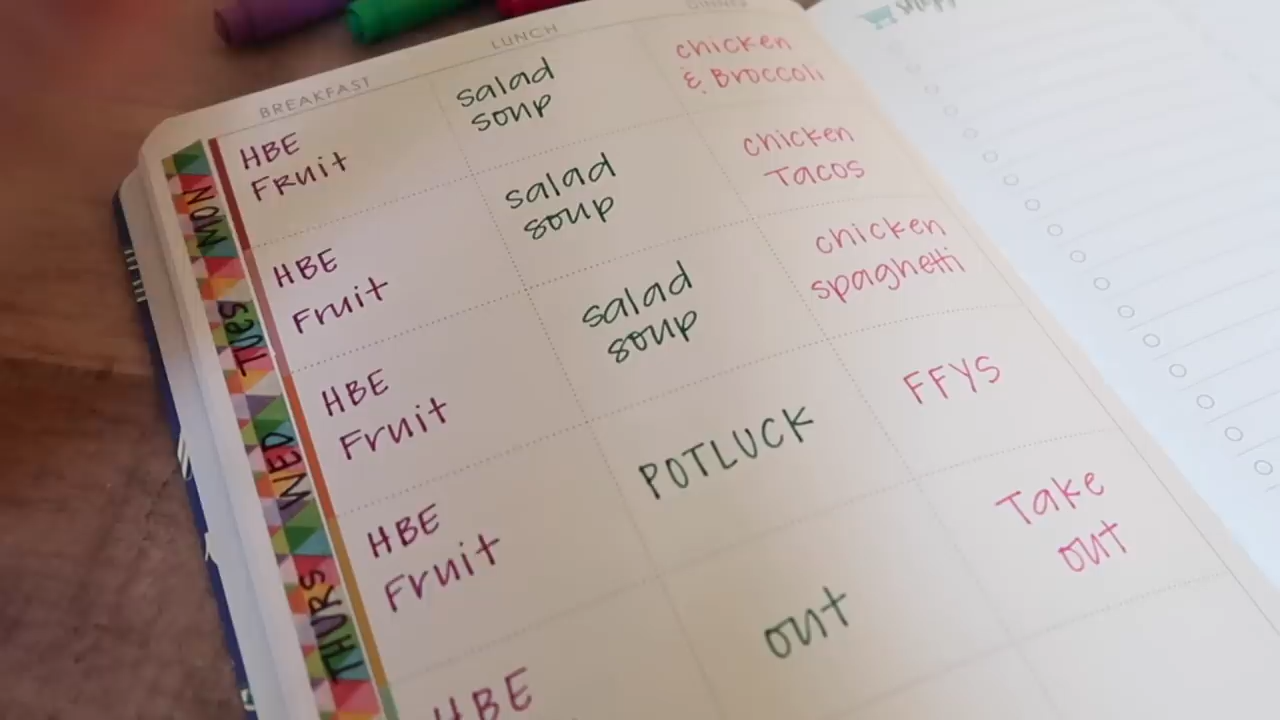 BREAKFAST LUNCH DINNER
MON
HBE
Fruit
salad
soup
chicken
& Broccoli
TUES
HBE
Fruit
salad
soup
chicken
Tacos
WED
HBE
Fruit
salad
soup
chicken
spaghetti
THURS
HBE
Fruit
POTLUCK
FFYS
HBE
out
Take
out